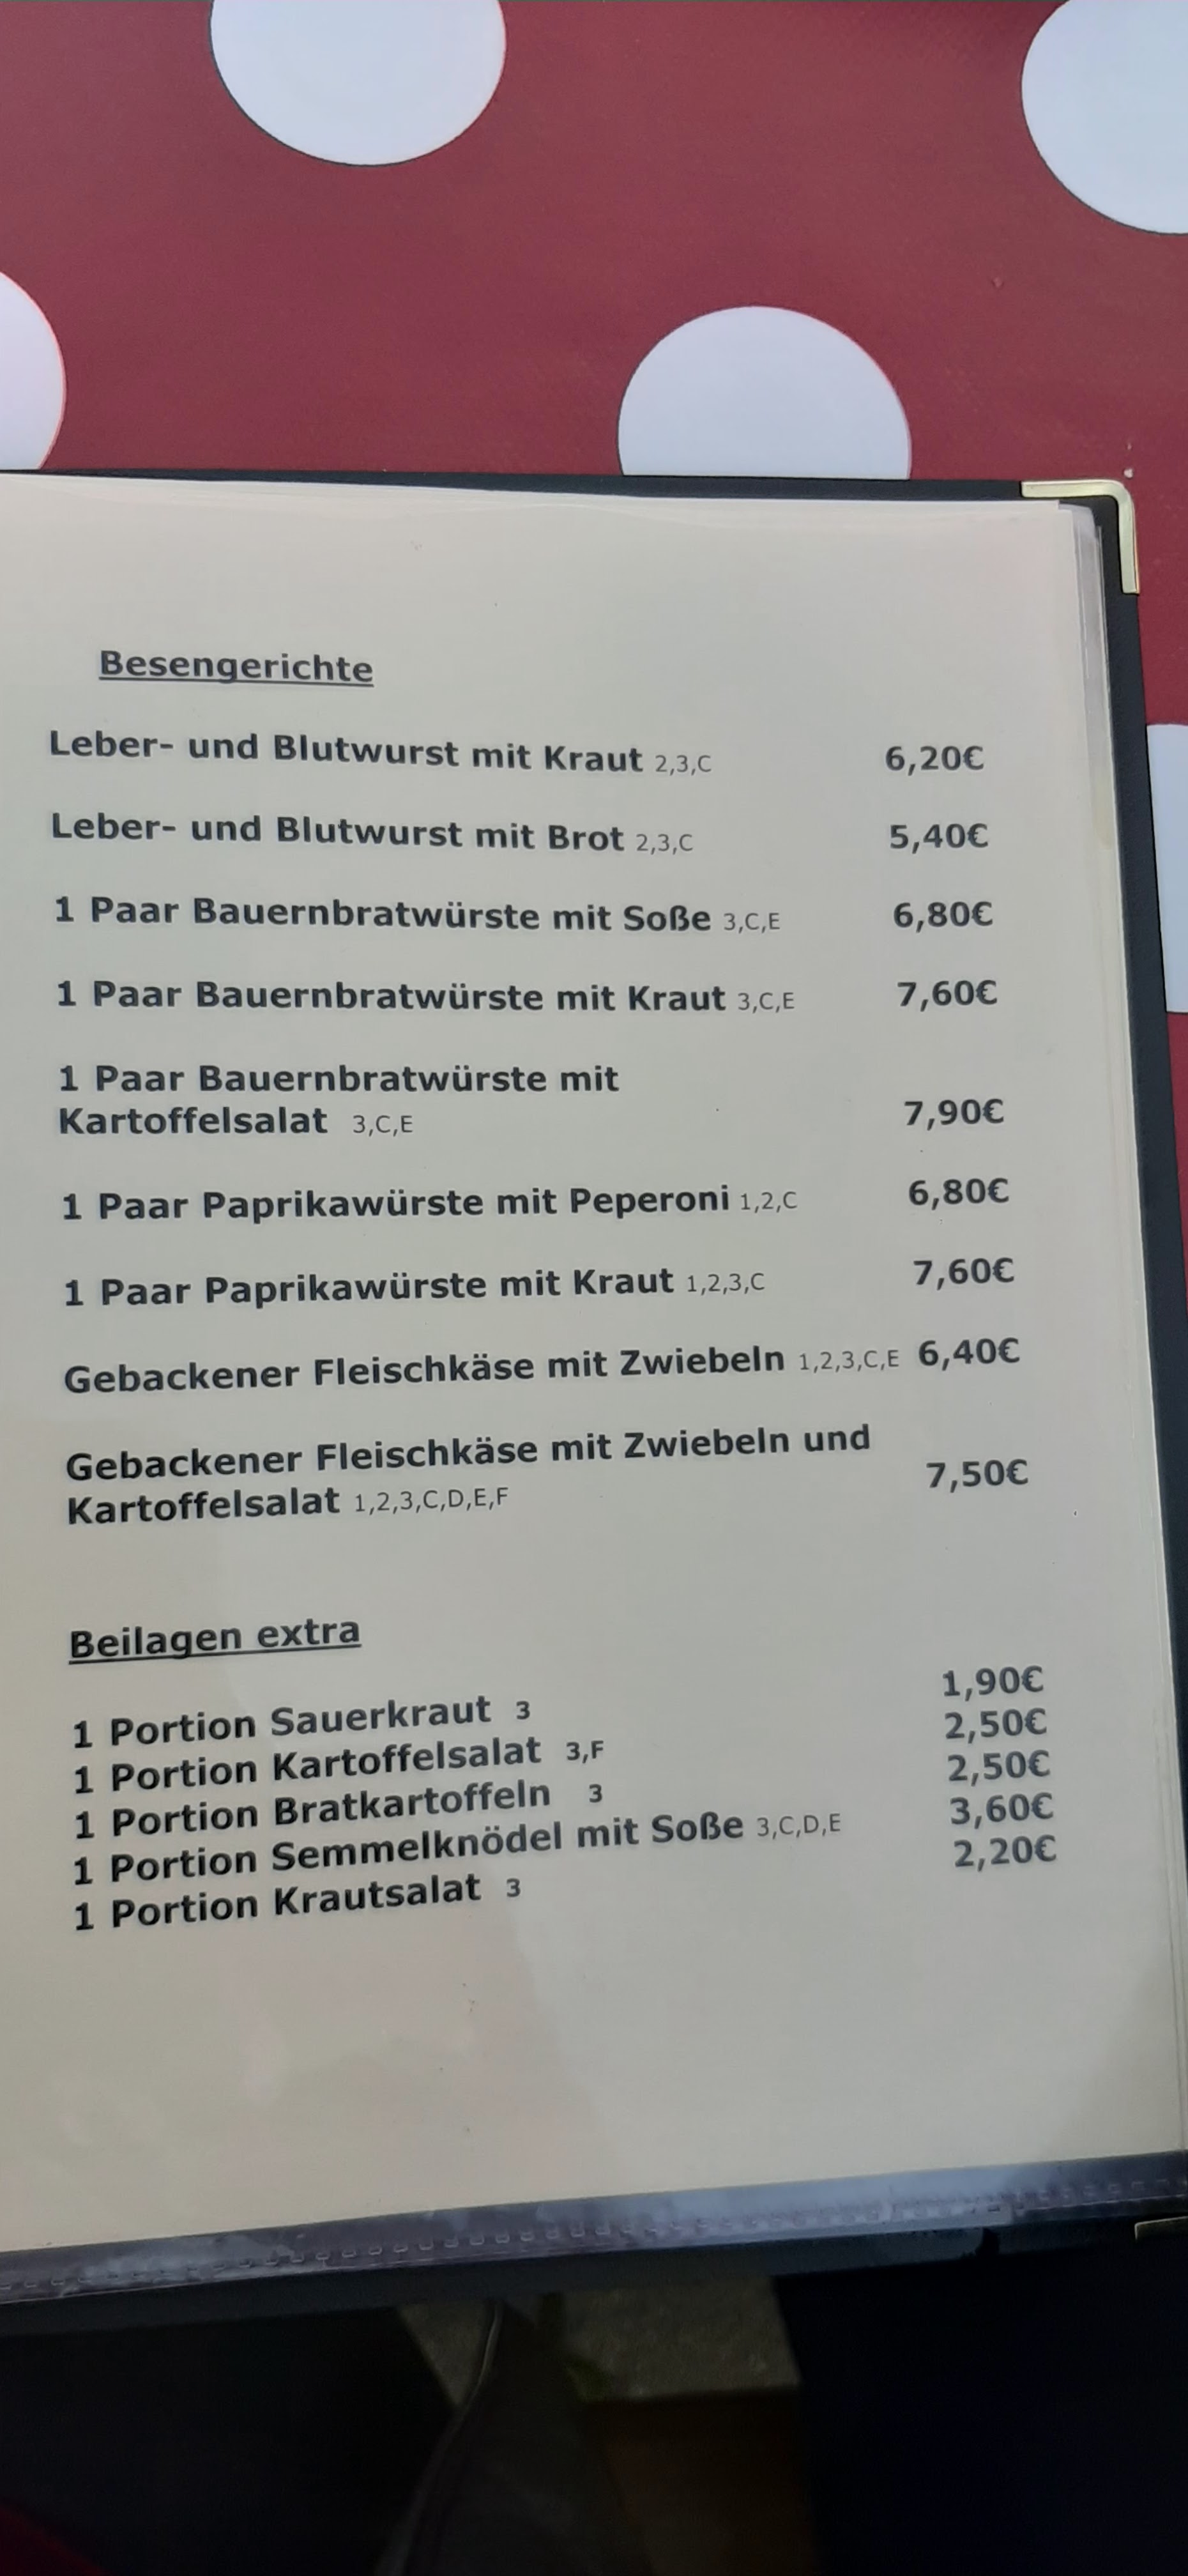 Besengerichte
Leber- und Blutwurst mit Kraut 2,3,C 6,20€
Leber- und Blutwurst mit Brot 2,3,C 5,40€
1 Paar Bauernbratwürste mit Soße 3,C,E 6,80€
1 Paar Bauernbratwürste mit Kraut 3,C,E 7,60€
1 Paar Bauernbratwürste mit
Kartoffelsalat 3,C,E 7,90€
1 Paar Paprikawürste mit Peperoni 1,2,C 6,80€
1 Paar Paprikawürste mit Kraut 1,2,3,C 7,60€
Gebackener Fleischkäse mit Zwiebeln 1,2,3,C,E 6,40€
Gebackener Fleischkäse mit Zwiebeln und
Kartoffelsalat 1,2,3,C,D,E,F 7,50€
Beilagen extra
1 Portion Sauerkraut 3 1,90€
1 Portion Kartoffelsalat 3,F 2,50€
1 Portion Bratkartoffeln 3 2,50€
1 Portion Semmelknödel mit Soße 3,C,D,E 3,60€
1 Portion Krautsalat 3 2,20€